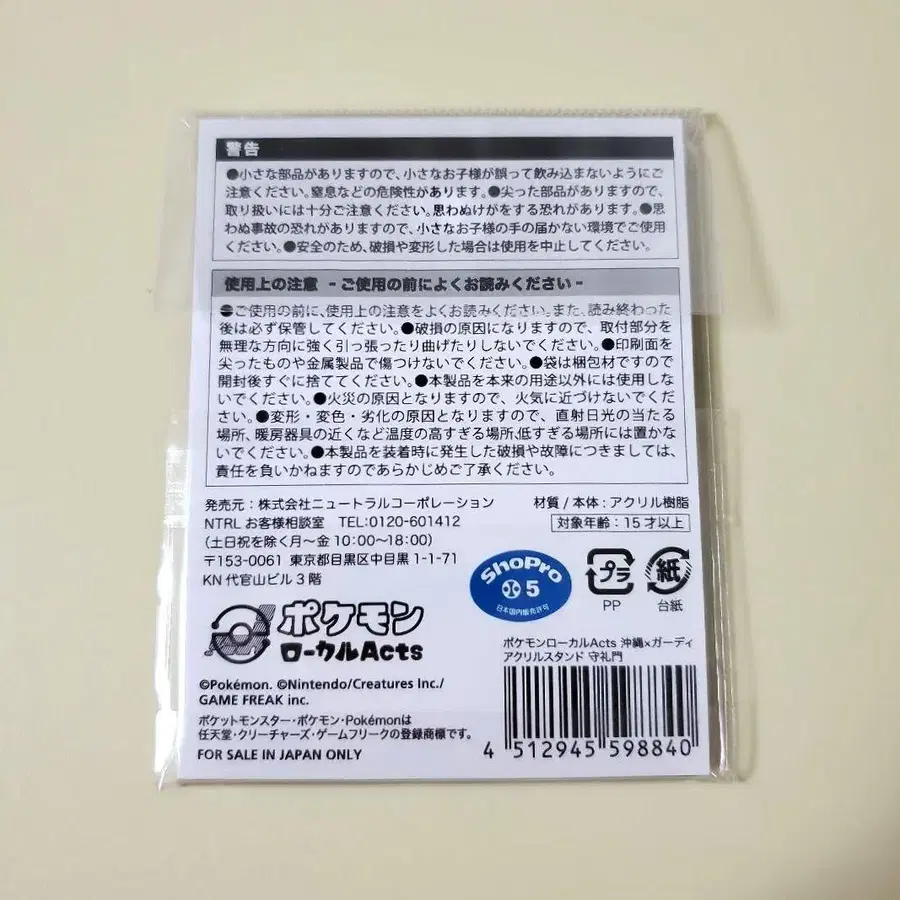 警告
●小さな部品がありますので、小さなお子様が誤って飲み込まないようにご
注意ください。窒息などの危険性があります。●尖った部品がありますので、
取り扱いには十分ご注意ください。思わぬけがをする恐れがあります。●思
わぬ事故の恐れがありますので、小さなお子様の手の届かない環境でご使用
ください。●安全のため、破損や変形した場合は使用を中止してください。
使用上の注意 -ご使用の前によくお読みください-
●ご使用の前に、使用上の注意をよくお読みください。また、読み終わった
後は必ず保管してください。●破損の原因になりますので、取付部分を
無理な方向に強く引っ張ったり曲げたりしないでください。●印刷面を
尖ったものや金属製品で傷つけないでください。●袋は梱包材ですので
開封後すぐに捨ててください。●本製品を本来の用途以外には使用しな
いでください。●火災の原因となりますので、火気に近づけないでください。
●変形・変色・劣化の原因となりますので、直射日光の当たる
場所、暖房器具の近くなど温度の高すぎる場所、低すぎる場所には置かな
いでください。●本製品を装着時に発生した破損や故障につきましては、
責任を負いかねますのであらかじめご了承ください。
発売元：株式会社ニュートラルコーポレーション
NTRL お客様相談室 TEL:0120-601412
(土日祝を除く月〜金 10:00〜18:00)
〒153-0061 東京都目黒区中目黒 1-1-71
KN 代官山ビル 3 階
材質 / 本体：アクリル樹脂
対象年齢：15 才以上
ShoPro
5
日本国内販売許可
プラ
PP
紙
台紙
ポケモン
ローカルActs
©Pokémon. ©Nintendo/Creatures Inc./
GAME FREAK inc.
ポケットモンスター・ポケモン・Pokémonは
任天堂・クリーチャーズ・ゲームフリークの登録商標です。
FOR SALE IN JAPAN ONLY
ポケモンローカルActs 沖縄×ガーディ
アクリルスタンド 守礼門
4 512945 598840